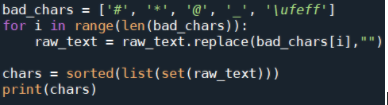 bad_chars = ['#', '*', '@', '_', '\ufeff']
for i in range(len(bad_chars)):
    raw_text = raw_text.replace(bad_chars[i],"")

chars = sorted(list(set(raw_text)))
print(chars)